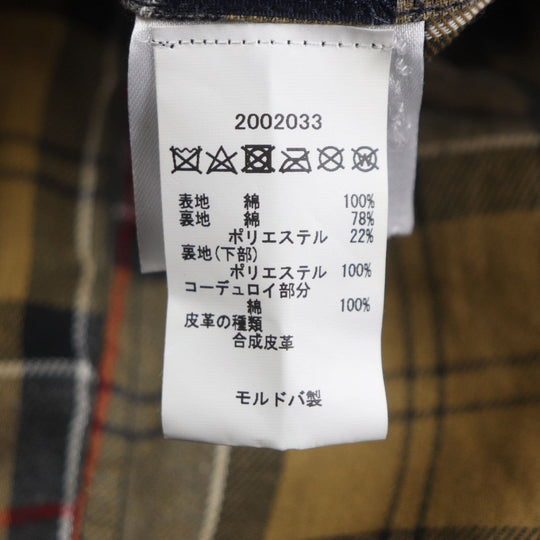 2002033
表地 綿 100%
裏地 綿 78%
ポリエステル 22%
裏地(下部)
ポリエステル 100%
コーデュロイ部分
綿 100%
皮革の種類
合成皮革
モルドバ製